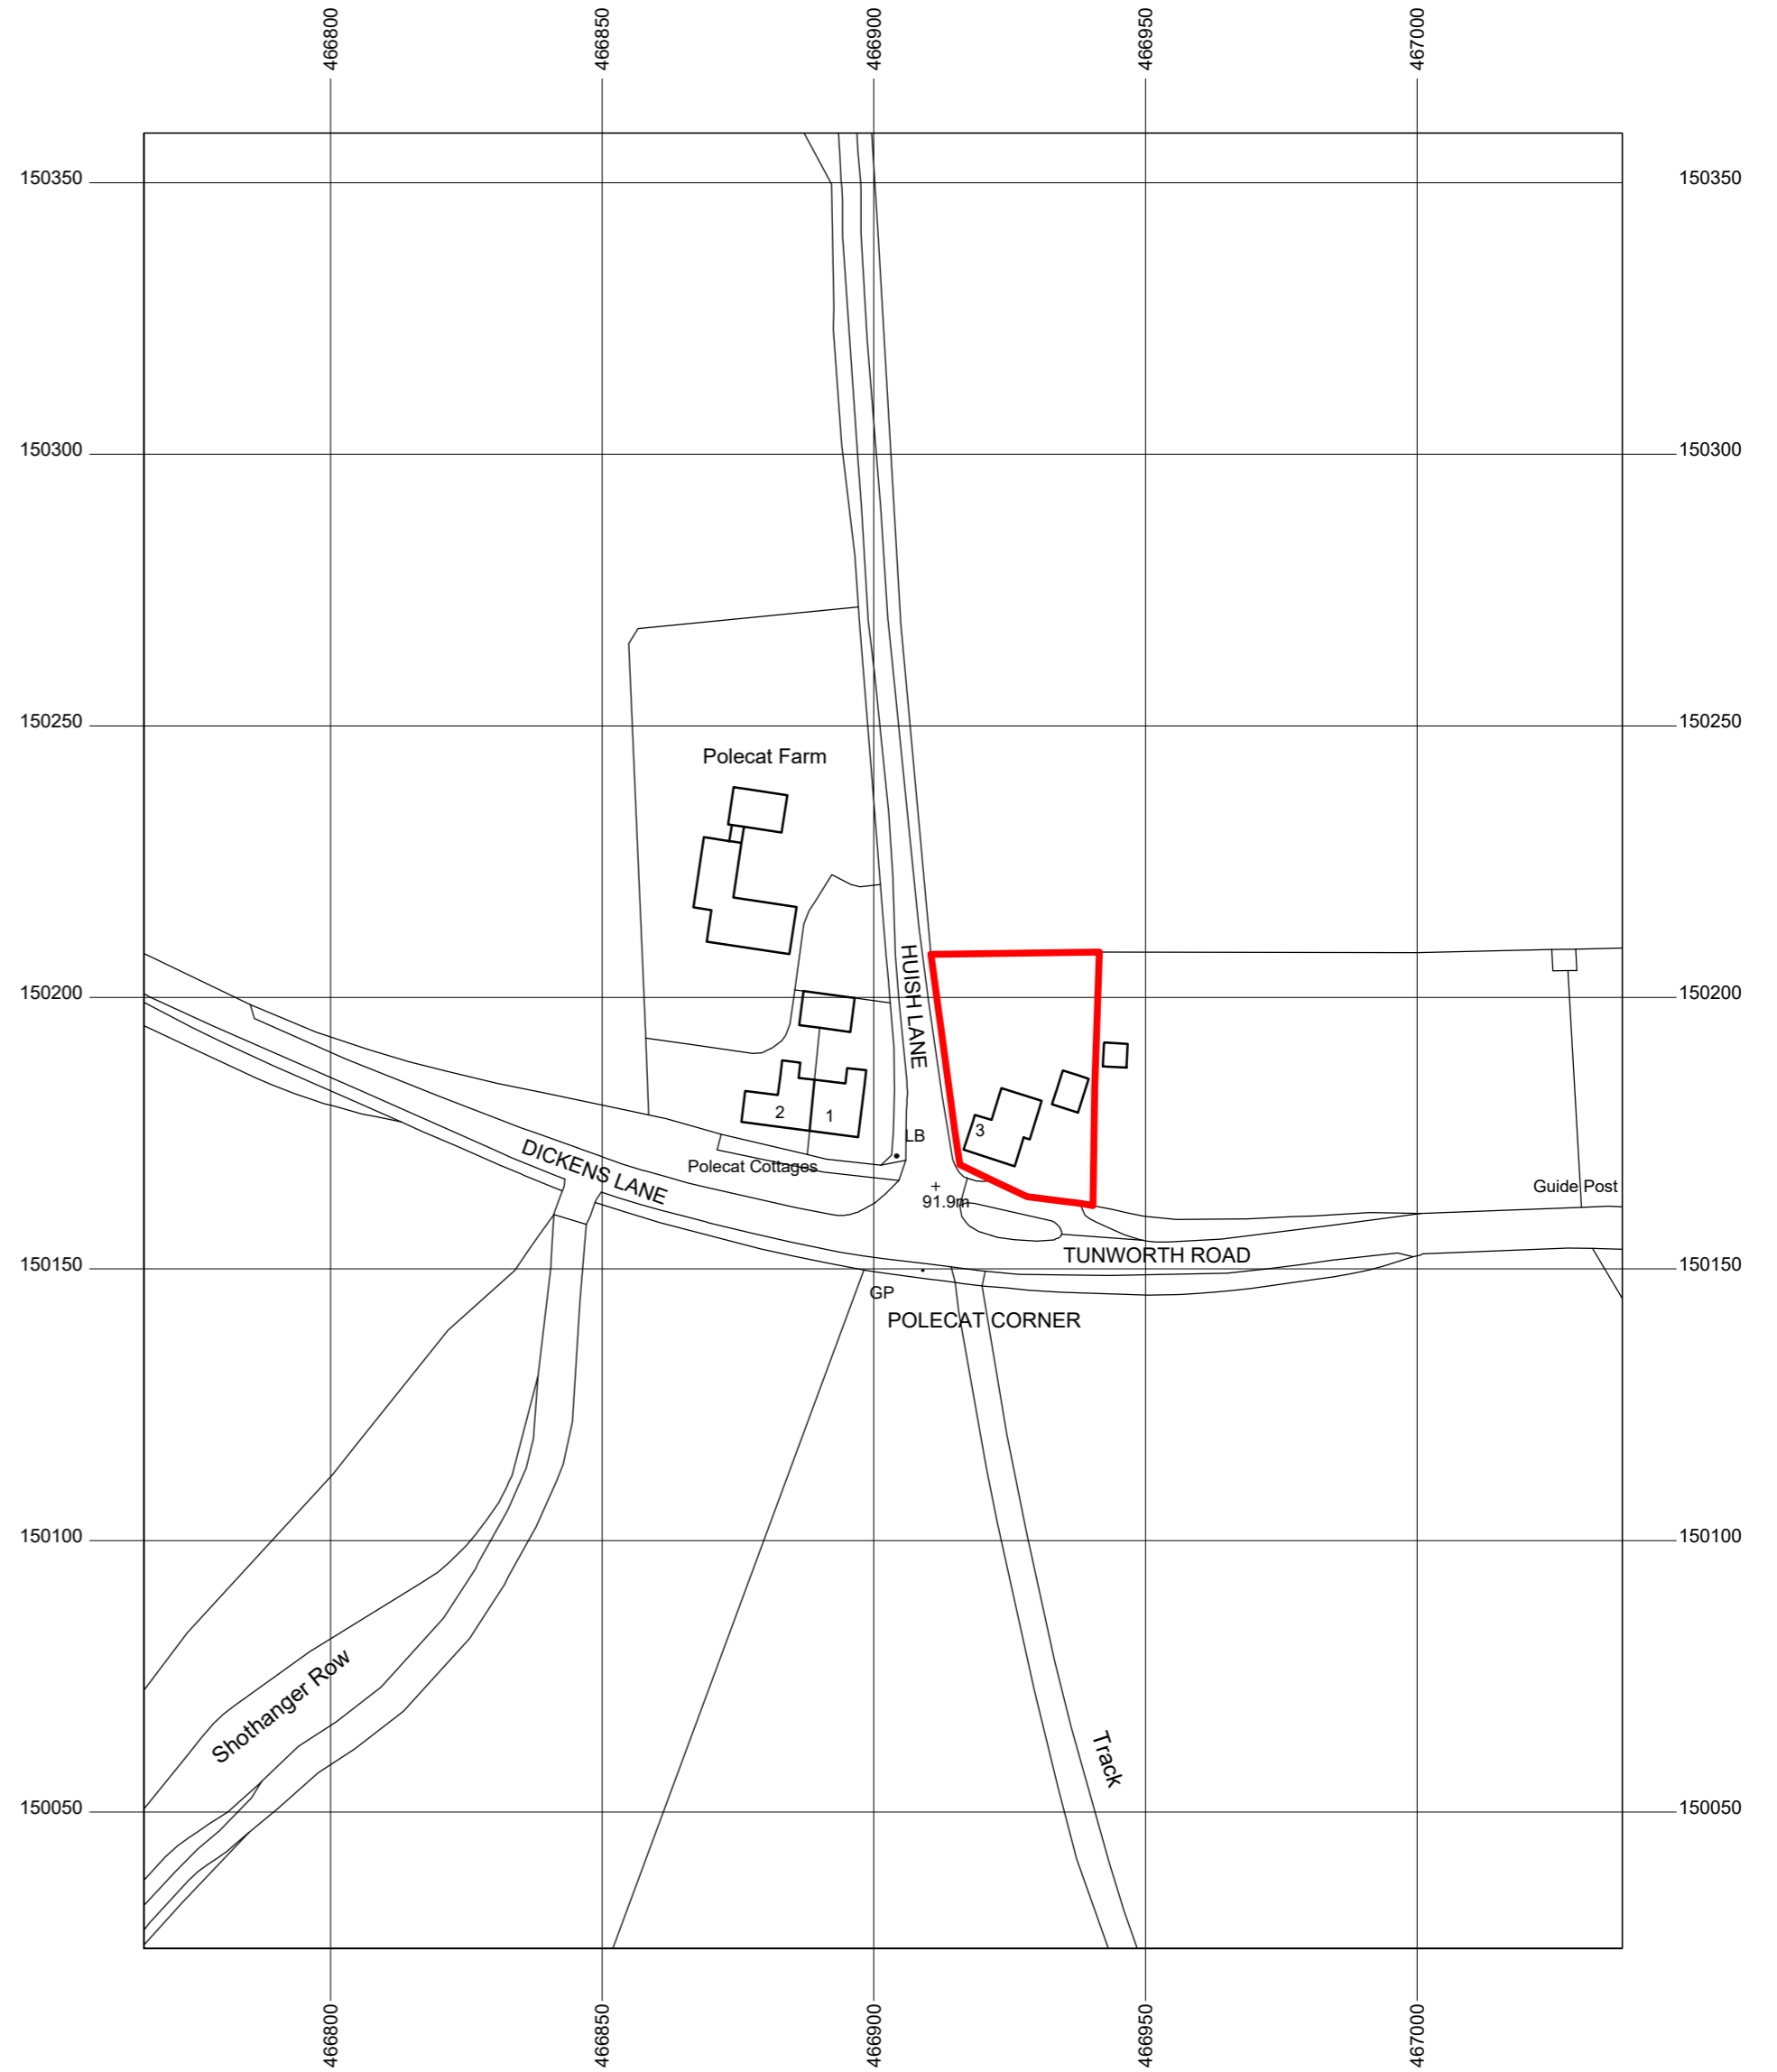 466800
466850
466900
466950
467000
150350
150350
150300
150300
150250
150250
Polecat Farm
150200
150200
HUISH LANE
2
1
3
LB
DICKENS LANE
Polecat Cottages
91.9m
Guide Post
TUNWORTH ROAD
150150
150150
GP
POLECAT CORNER
150100
150100
Shothanger Row
Track
150050
150050
466800
466850
466900
466950
467000